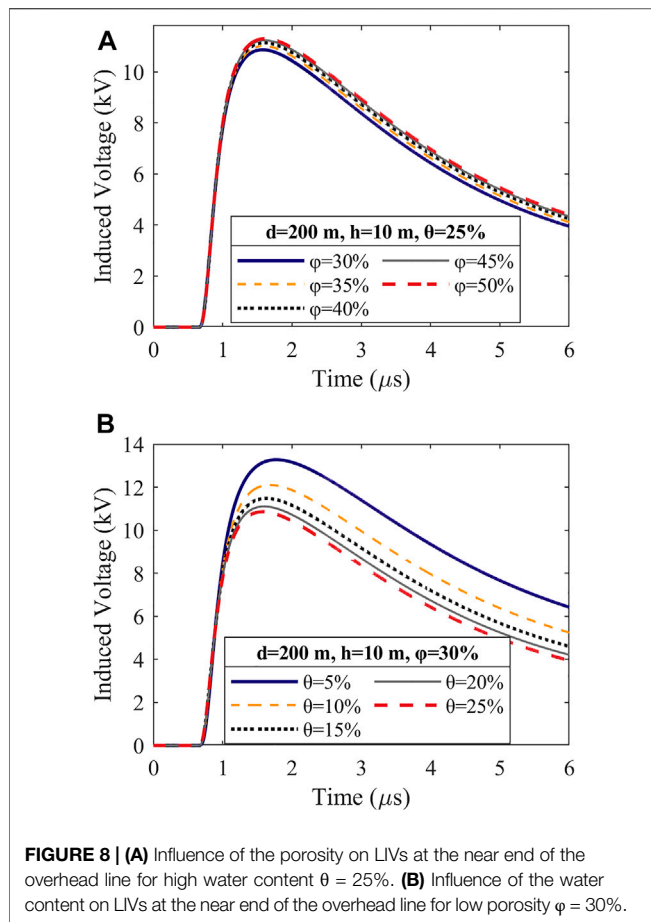 A
Induced Voltage (kV)
10
8
6
4
2
0
d=200 m, h=10 m, θ=25%
φ=30% φ=45%
φ=35% φ=50%
φ=40%
0 1 2 3 4 5 6
Time (μs)
B
Induced Voltage (kV)
14
12
10
8
6
4
2
0
d=200 m, h=10 m, φ=30%
θ=5% θ=20%
θ=10% θ=25%
θ=15%
0 1 2 3 4 5 6
Time (μs)
FIGURE 8 | (A) Influence of the porosity on LIVs at the near end of the
overhead line for high water content θ = 25%. (B) Influence of the water
content on LIVs at the near end of the overhead line for low porosity φ = 30%.